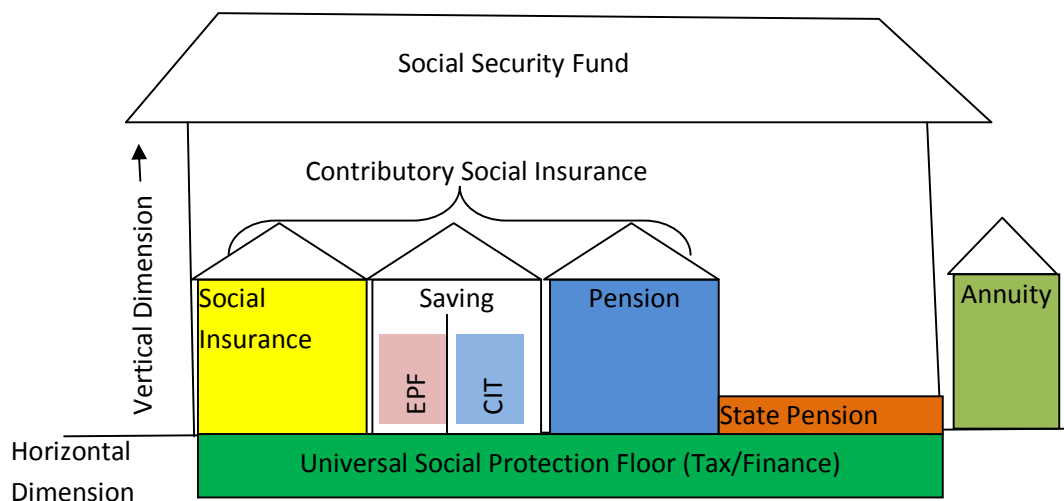 Social Security Fund
Contributory Social Insurance
Vertical Dimension
Social
Insurance
Saving
EPF
CIT
Pension
State Pension
Annuity
Horizontal
Dimension
Universal Social Protection Floor (Tax/Finance)